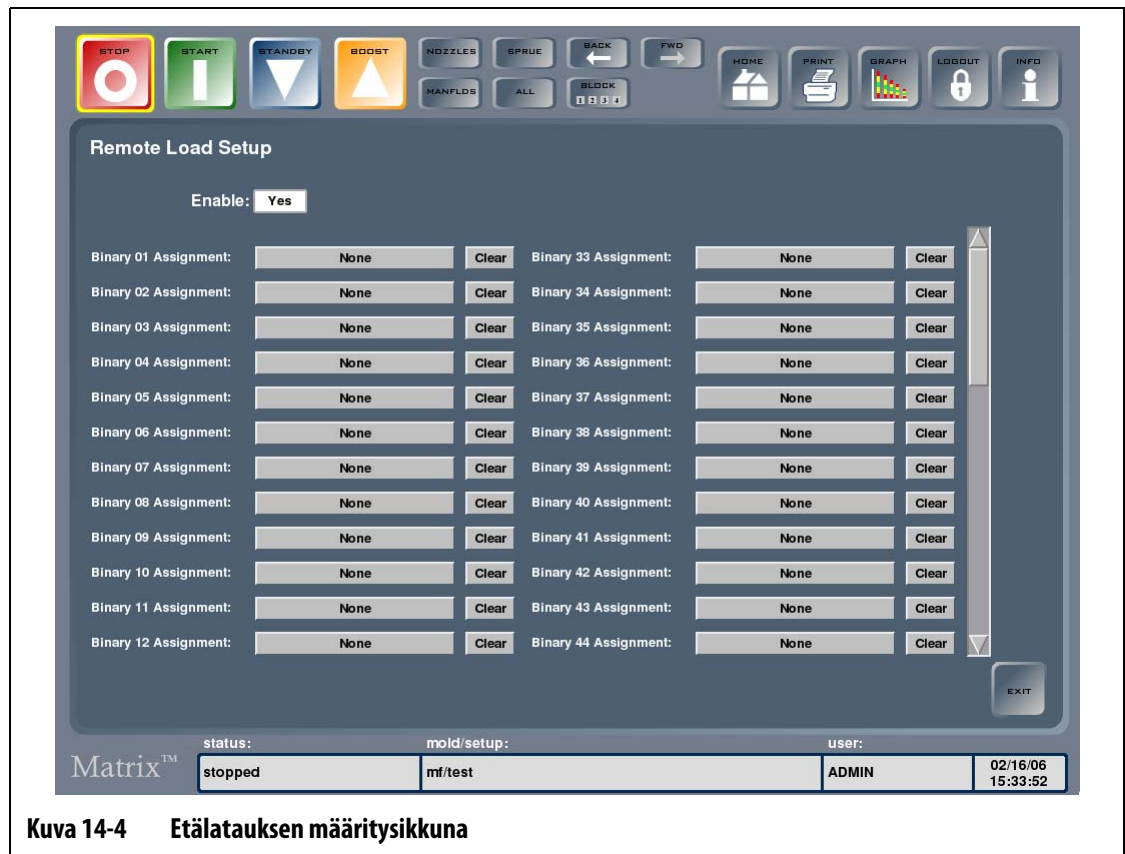 STOP START STANDBY BOOST NOZZLES SPRUE BACK FWD HOME PRINT GRAPH LOGOUT INFO
MANFLDS ALL BLOCK
1 2 3 4
Remote Load Setup
Enable: Yes
Binary 01 Assignment: None Clear Binary 33 Assignment: None Clear
Binary 02 Assignment: None Clear Binary 34 Assignment: None Clear
Binary 03 Assignment: None Clear Binary 35 Assignment: None Clear
Binary 04 Assignment: None Clear Binary 36 Assignment: None Clear
Binary 05 Assignment: None Clear Binary 37 Assignment: None Clear
Binary 06 Assignment: None Clear Binary 38 Assignment: None Clear
Binary 07 Assignment: None Clear Binary 39 Assignment: None Clear
Binary 08 Assignment: None Clear Binary 40 Assignment: None Clear
Binary 09 Assignment: None Clear Binary 41 Assignment: None Clear
Binary 10 Assignment: None Clear Binary 42 Assignment: None Clear
Binary 11 Assignment: None Clear Binary 43 Assignment: None Clear
Binary 12 Assignment: None Clear Binary 44 Assignment: None Clear
EXIT
status: mold/setup: user:
Matrix™ stopped mf/test ADMIN 02/16/06
15:33:52
Kuva 14-4 Etälatauksen määritysikkuna